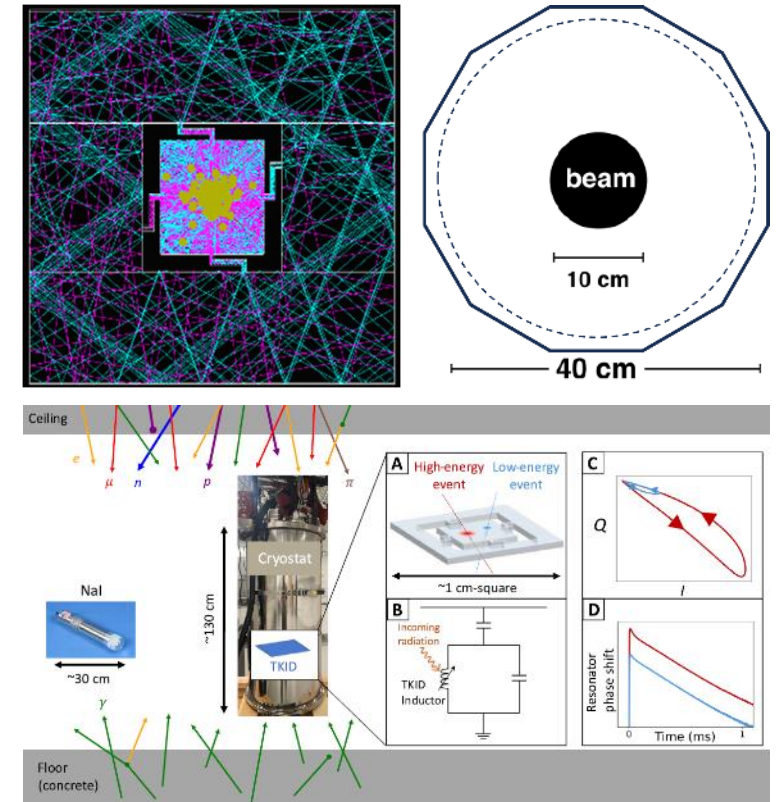 beam
10 cm
40 cm
Ceiling
e
μ
n
p
π
Cryostat
~130 cm
TKID
NaI
~30 cm
γ
Floor
(concrete)
A
High-energy
event
Low-energy
event
~1 cm-square
B
Incoming
radiation
TKID
Inductor
C
Q
I
D
Resonator
phase shift
0
1
Time (ms)